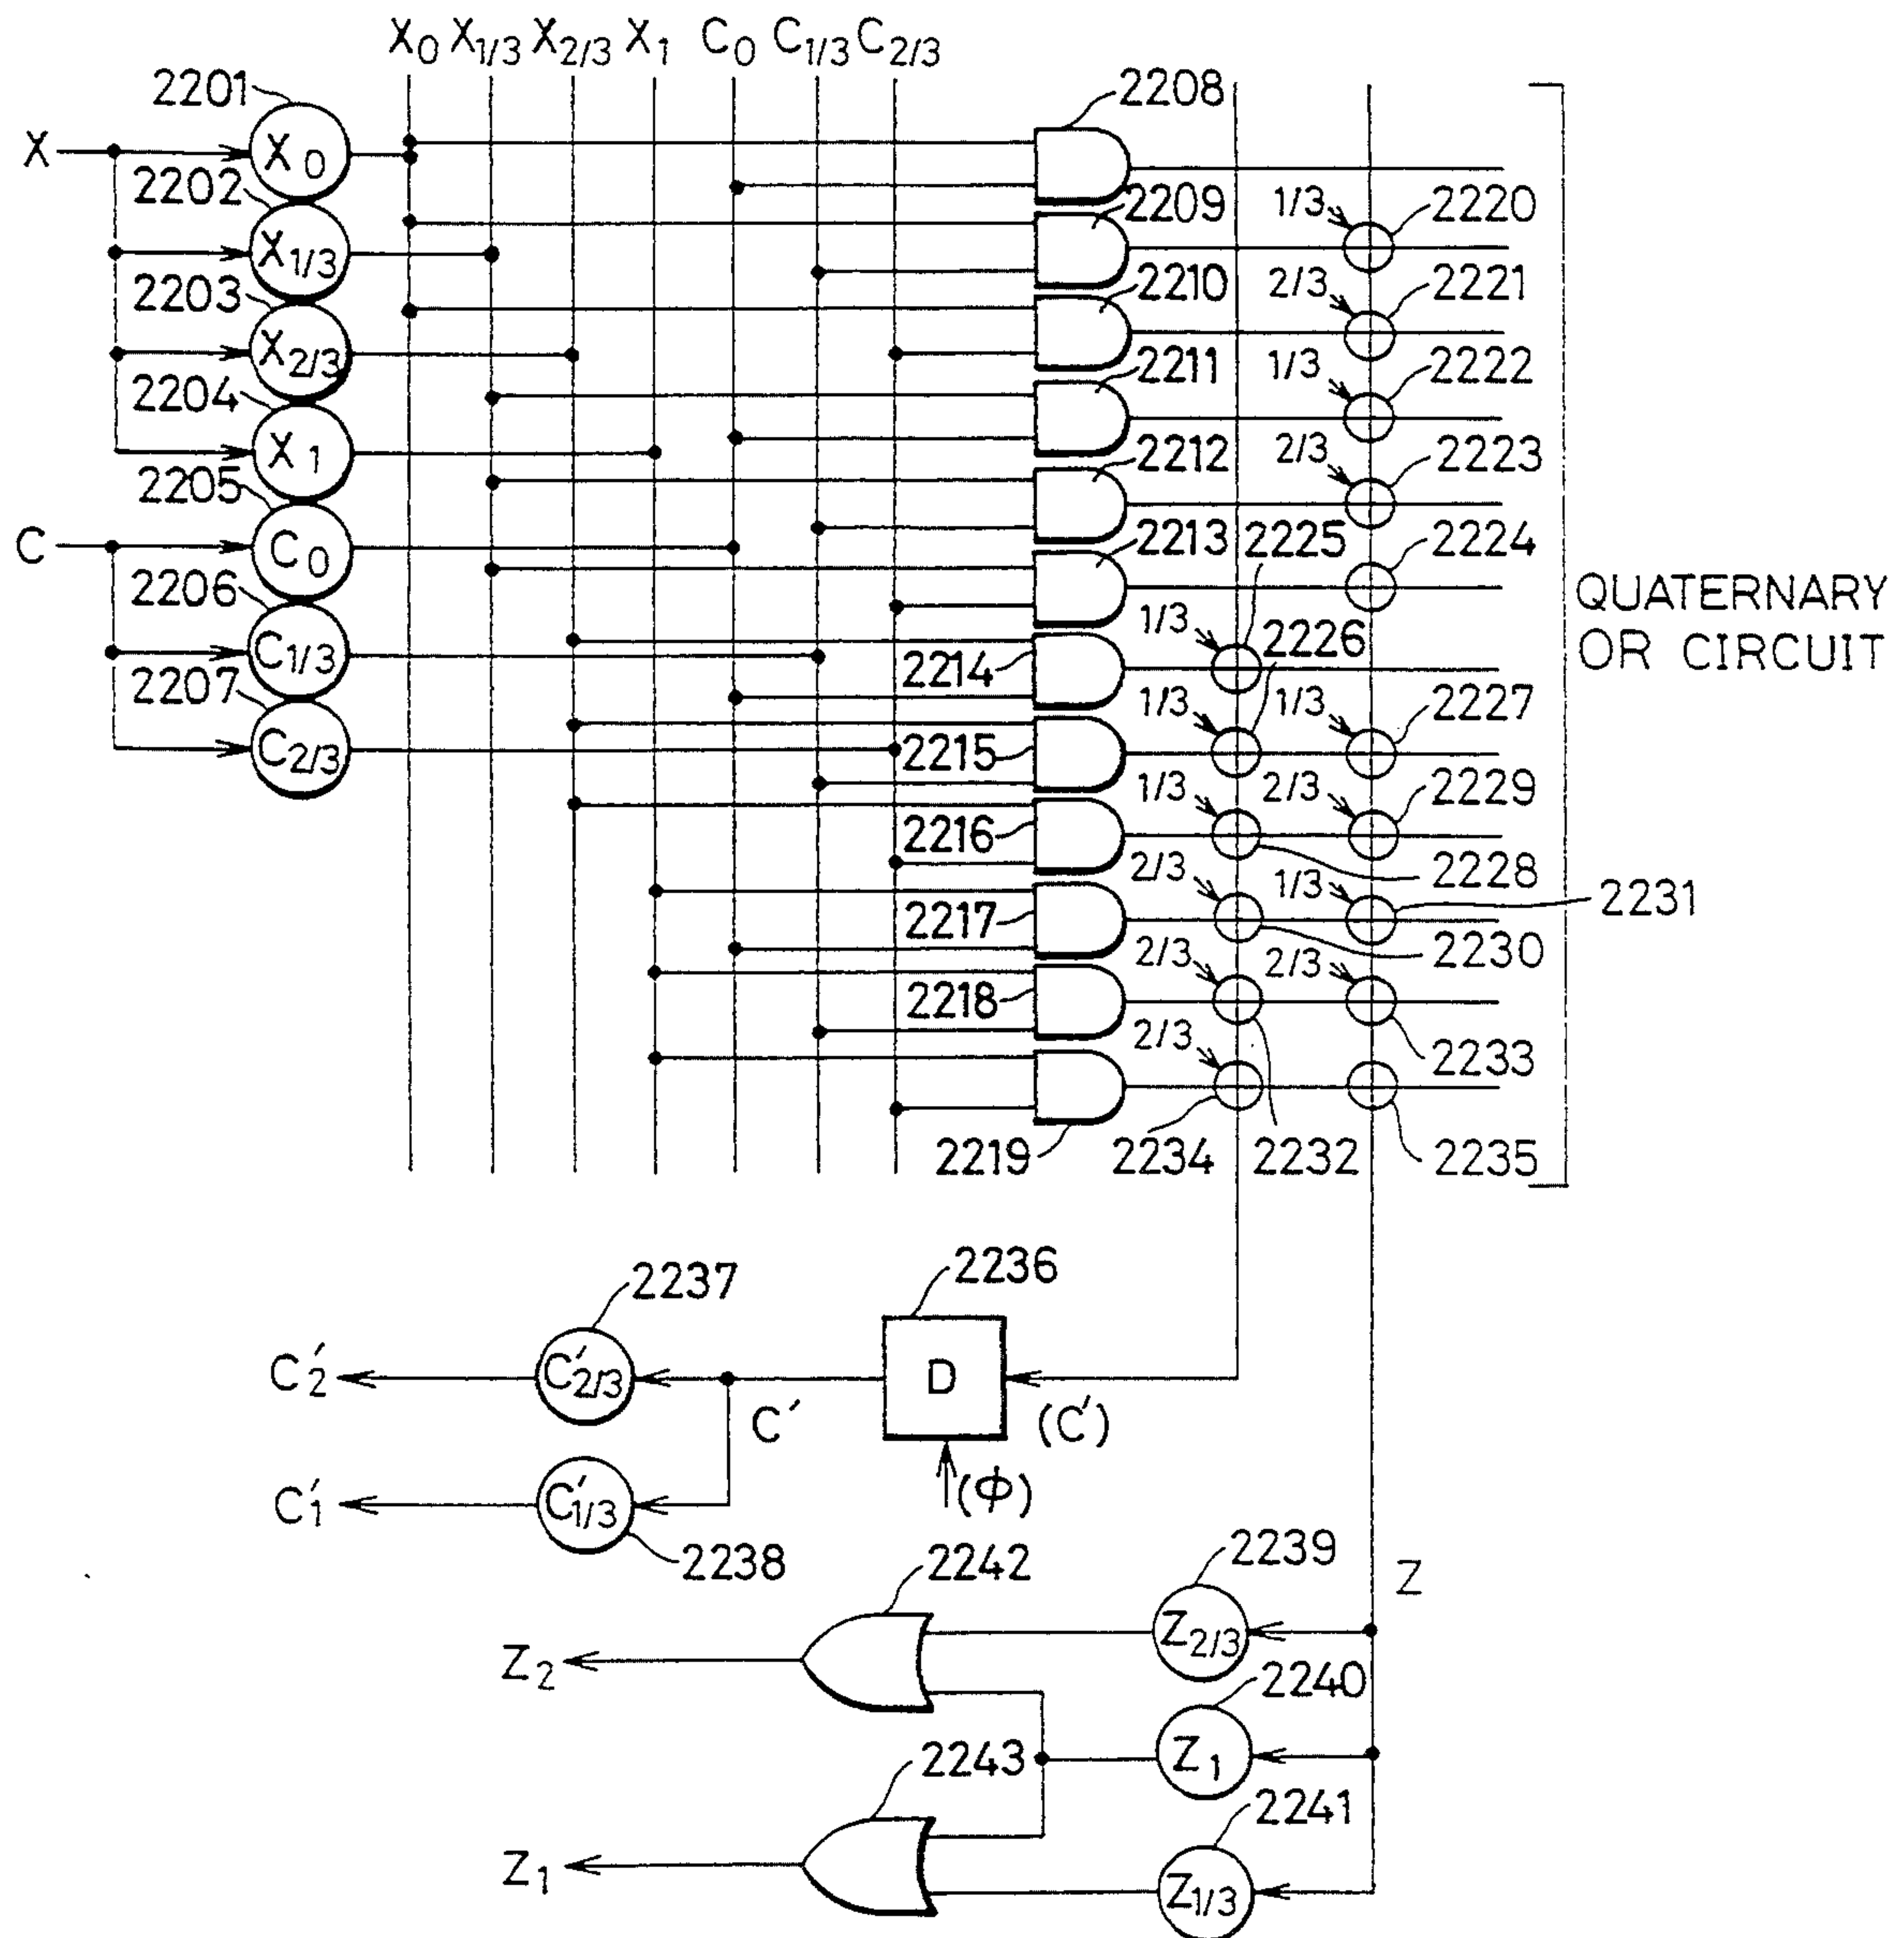 X₀ X₁/₃ X₂/₃ X₁ C₀ C₁/₃ C₂/₃
2201
2208
X
X₀
2202
2209
1/3
2220
X₁/₃
2203
2210
2/3
2221
X₂/₃
2204
2211
1/3
2222
X₁
2205
2212
2/3
2223
C
C₀
2213
2225
2224
QUATERNARY
OR CIRCUIT
2206
1/3
2226
C₁/₃
2214
2207
1/3
1/3
2227
C₂/₃
2215
1/3
2/3
2229
2216
2228
2/3
1/3
2231
2217
2230
2/3
2/3
2218
2/3
2233
2219
2234
2232
2235
2237
2236
C′₂
C′₂/₃
D
C′
(C′)
C′₁
C′₁/₃
(Φ)
2238
2242
2239
Z
Z₂
Z₂/₃
2240
2243
Z₁
2241
Z₁
Z₁/₃